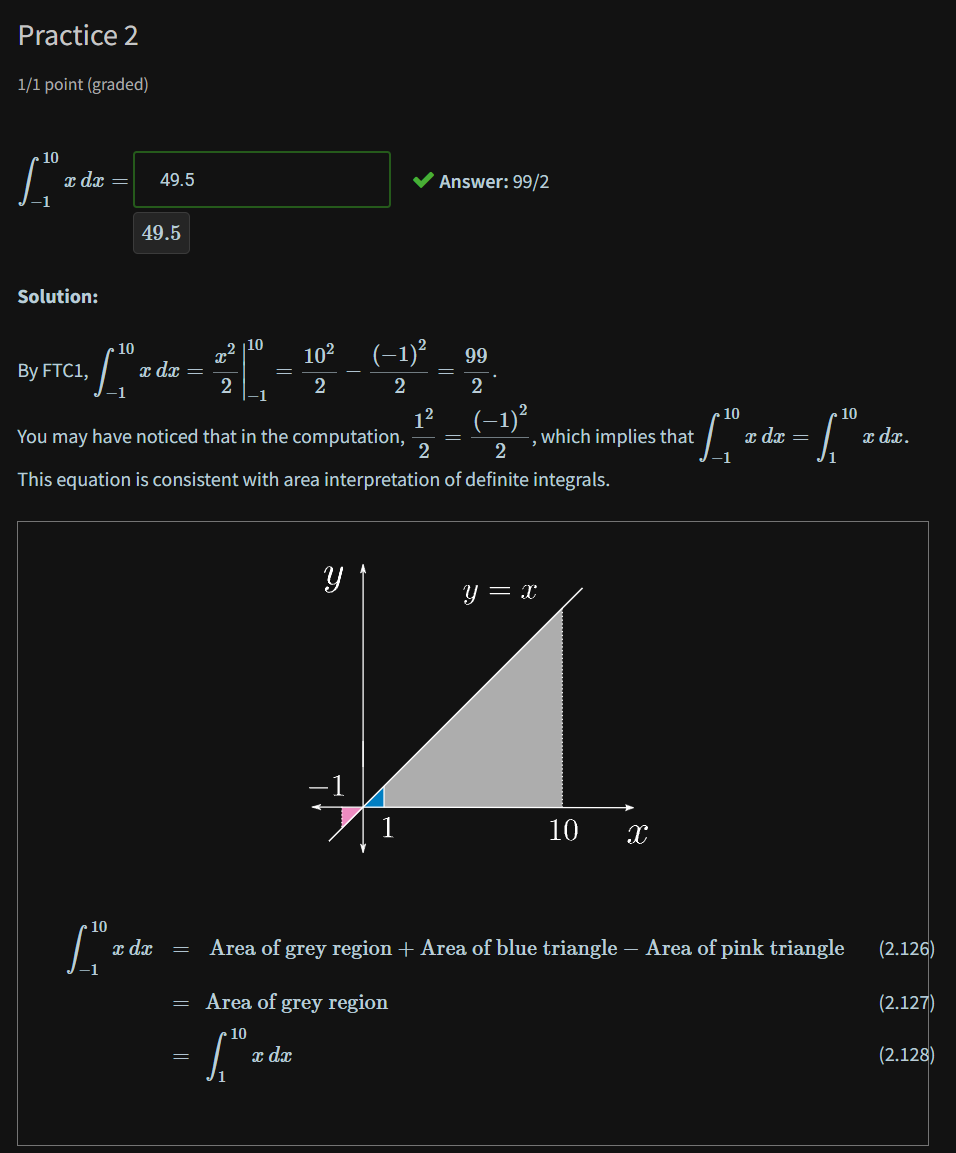 Practice 2
1/1 point (graded)
∫_{-1}^{10} x dx = 49.5 ✔ Answer: 99/2
49.5
Solution:
By FTC1, ∫_{-1}^{10} x dx = x²/2 |_{-1}^{10} = 10²/2 − (−1)²/2 = 99/2.
You may have noticed that in the computation, 1²/2 = (−1)²/2, which implies that ∫_{-1}^{10} x dx = ∫_{1}^{10} x dx.
This equation is consistent with area interpretation of definite integrals.
y
y = x
−1
1
10
x
∫_{-1}^{10} x dx = Area of grey region + Area of blue triangle − Area of pink triangle (2.126)
= Area of grey region (2.127)
= ∫_{1}^{10} x dx (2.128)